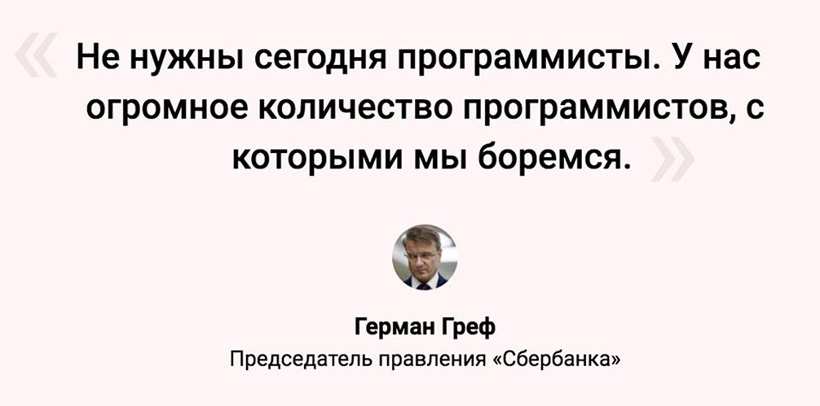 « Не нужны сегодня программисты. У нас
огромное количество программистов, с
которыми мы боремся. »
Герман Греф
Председатель правления «Сбербанка»